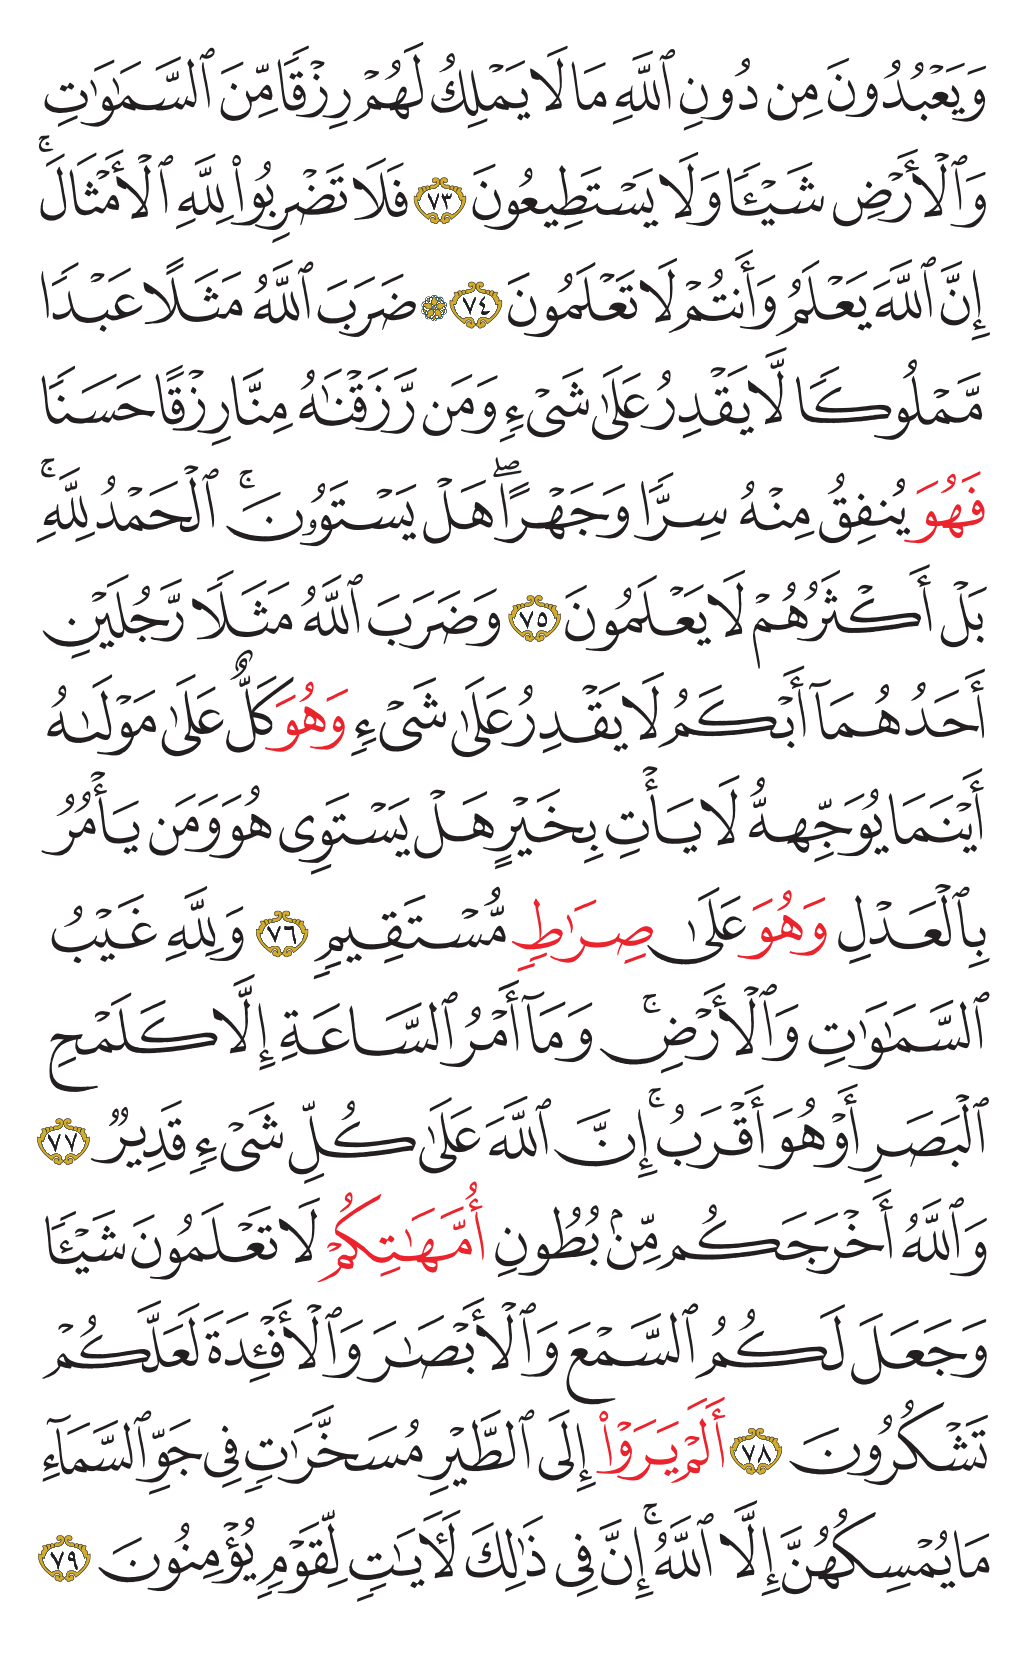 وَيَعْبُدُونَ مِن دُونِ ٱللَّهِ مَا لَا يَمْلِكُ لَهُمْ رِزْقًا مِّنَ ٱلسَّمَٰوَٰتِ
وَٱلْأَرْضِ شَيْـًٔا وَلَا يَسْتَطِيعُونَ ٧٣ فَلَا تَضْرِبُوا۟ لِلَّهِ ٱلْأَمْثَالَ ۚ
إِنَّ ٱللَّهَ يَعْلَمُ وَأَنتُمْ لَا تَعْلَمُونَ ٧٤ ۞ ضَرَبَ ٱللَّهُ مَثَلًا عَبْدًا
مَّمْلُوكًا لَّا يَقْدِرُ عَلَىٰ شَىْءٍ وَمَن رَّزَقْنَٰهُ مِنَّا رِزْقًا حَسَنًا
فَهُوَ يُنفِقُ مِنْهُ سِرًّا وَجَهْرًا ۖ هَلْ يَسْتَوُۥنَ ۚ ٱلْحَمْدُ لِلَّهِ ۚ
بَلْ أَكْثَرُهُمْ لَا يَعْلَمُونَ ٧٥ وَضَرَبَ ٱللَّهُ مَثَلًا رَّجُلَيْنِ
أَحَدُهُمَآ أَبْكَمُ لَا يَقْدِرُ عَلَىٰ شَىْءٍ وَهُوَ كَلٌّ عَلَىٰ مَوْلَىٰهُ
أَيْنَمَا يُوَجِّههُّ لَا يَأْتِ بِخَيْرٍ هَلْ يَسْتَوِى هُوَ وَمَن يَأْمُرُ
بِٱلْعَدْلِ وَهُوَ عَلَىٰ صِرَٰطٍ مُّسْتَقِيمٍ ٧٦ وَلِلَّهِ غَيْبُ
ٱلسَّمَٰوَٰتِ وَٱلْأَرْضِ ۚ وَمَآ أَمْرُ ٱلسَّاعَةِ إِلَّا كَلَمْحِ
ٱلْبَصَرِ أَوْ هُوَ أَقْرَبُ ۚ إِنَّ ٱللَّهَ عَلَىٰ كُلِّ شَىْءٍ قَدِيرٌ ٧٧
وَٱللَّهُ أَخْرَجَكُم مِّنۢ بُطُونِ أُمَّهَٰتِكُمْ لَا تَعْلَمُونَ شَيْـًٔا
وَجَعَلَ لَكُمُ ٱلسَّمْعَ وَٱلْأَبْصَٰرَ وَٱلْأَفْـِٔدَةَ لَعَلَّكُمْ
تَشْكُرُونَ ٧٨ أَلَمْ يَرَوْا۟ إِلَى ٱلطَّيْرِ مُسَخَّرَٰتٍ فِى جَوِّ ٱلسَّمَآءِ
مَا يُمْسِكُهُنَّ إِلَّا ٱللَّهُ ۚ إِنَّ فِى ذَٰلِكَ لَـَٔايَٰتٍ لِّقَوْمٍ يُؤْمِنُونَ ٧٩